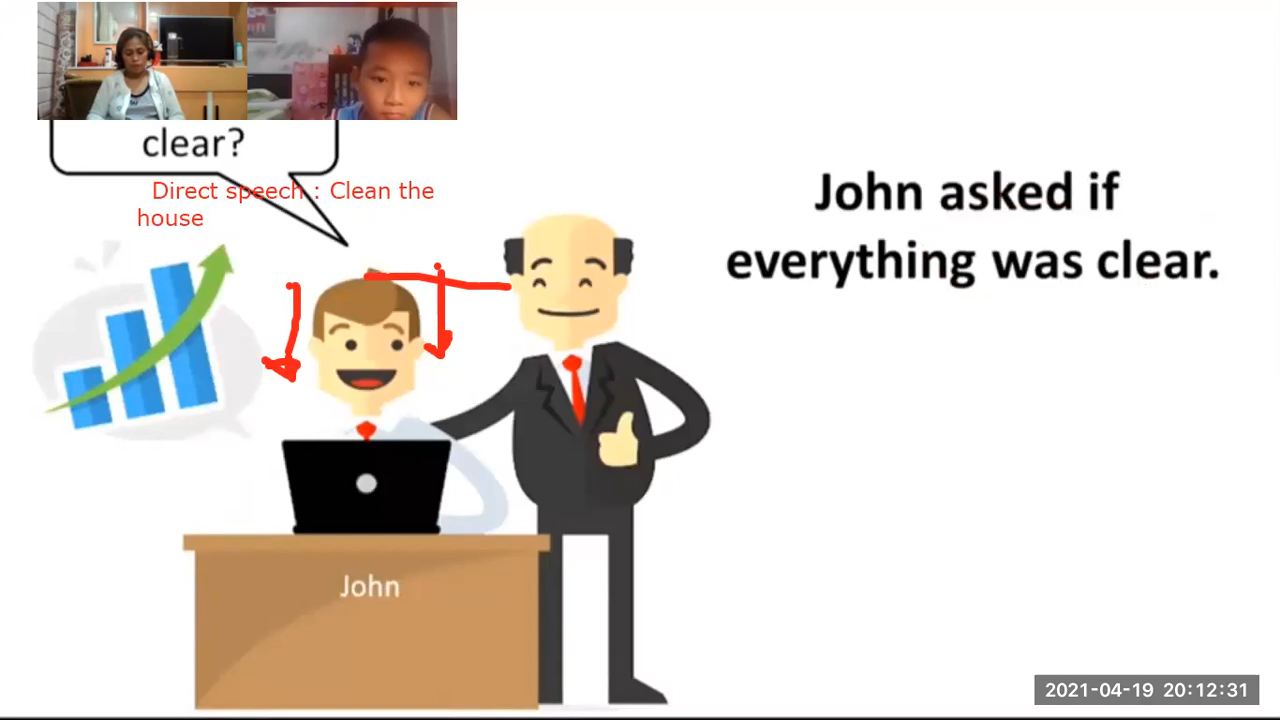 clear?
Direct speech : Clean the
house
John asked if
everything was clear.
John
2021-04-19 20:12:31